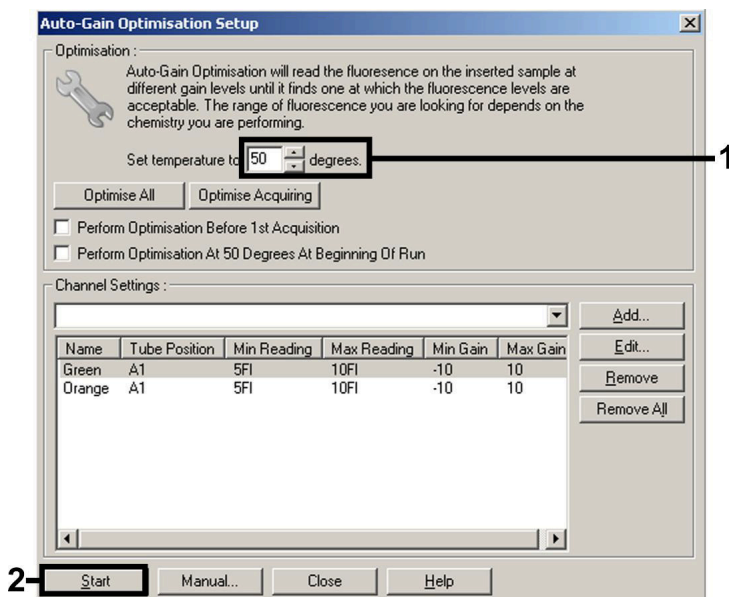 Auto-Gain Optimisation Setup
Optimisation :
Auto-Gain Optimisation will read the fluoresence on the inserted sample at
different gain levels until it finds one at which the fluorescence levels are
acceptable. The range of fluorescence you are looking for depends on the
chemistry you are performing.
Set temperature to 50 degrees.
1
Optimise All Optimise Acquiring
Perform Optimisation Before 1st Acquisition
Perform Optimisation At 50 Degrees At Beginning Of Run
Channel Settings :
Add...
Name Tube Position Min Reading Max Reading Min Gain Max Gain
Edit...
Green A1 5Fl 10Fl -10 10
Remove
Orange A1 5Fl 10Fl -10 10
Remove All
2
Start Manual... Close Help